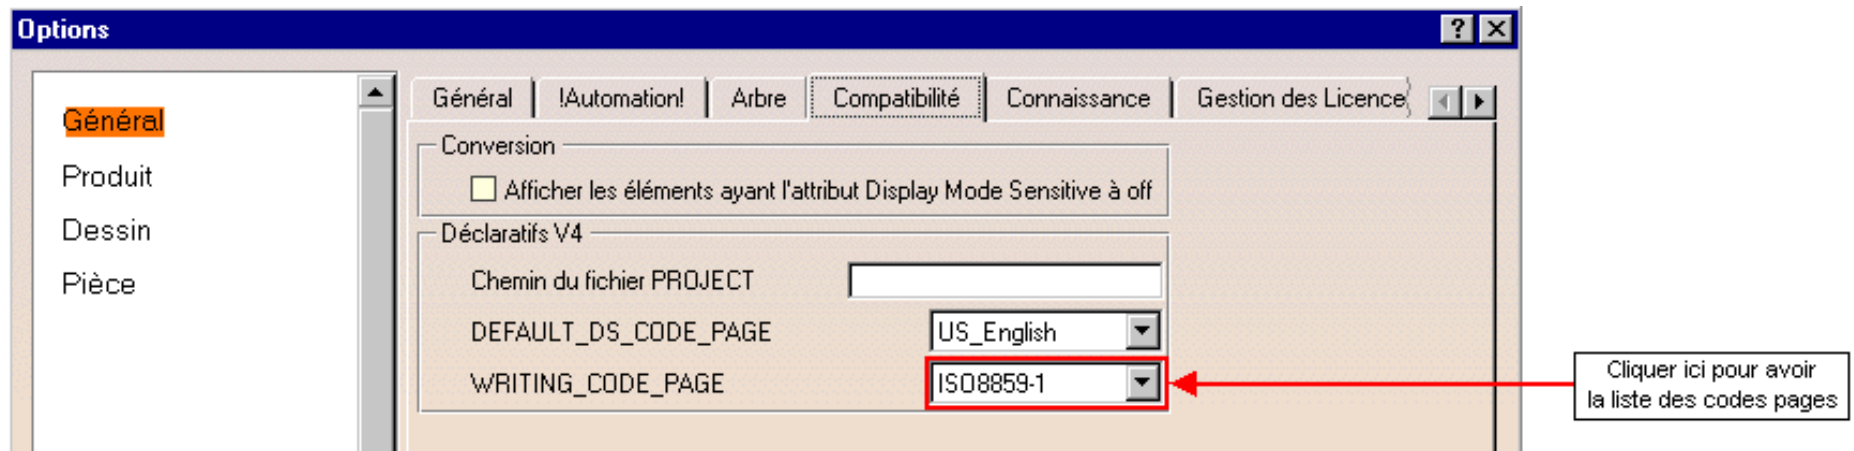 Options
Général
Produit
Dessin
Pièce
Général !Automation! Arbre Compatibilité Connaissance Gestion des Licence
Conversion
Afficher les éléments ayant l'attribut Display Mode Sensitive à off
Déclaratifs V4
Chemin du fichier PROJECT
DEFAULT_DS_CODE_PAGE US_English
WRITING_CODE_PAGE ISO8859-1
Cliquer ici pour avoir
la liste des codes pages